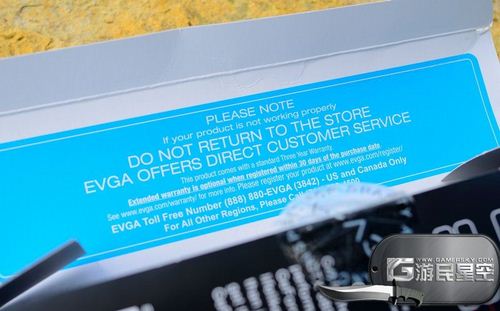 PLEASE NOTE
If your product is not working properly
DO NOT RETURN TO THE STORE
EVGA OFFERS DIRECT CUSTOMER SERVICE
This product comes with a standard Three Year Warranty.
Extended warranty is optional when registered within 30 days of the purchase date.
See www.evga.com/warranty/ for more info. Please register your product at www.evga.com/register/
EVGA Toll Free Number (888) 880-EVGA (3842) - US and Canada Only
For All Other Regions, Please
WWW.GAMERSKY.COM
游民星空